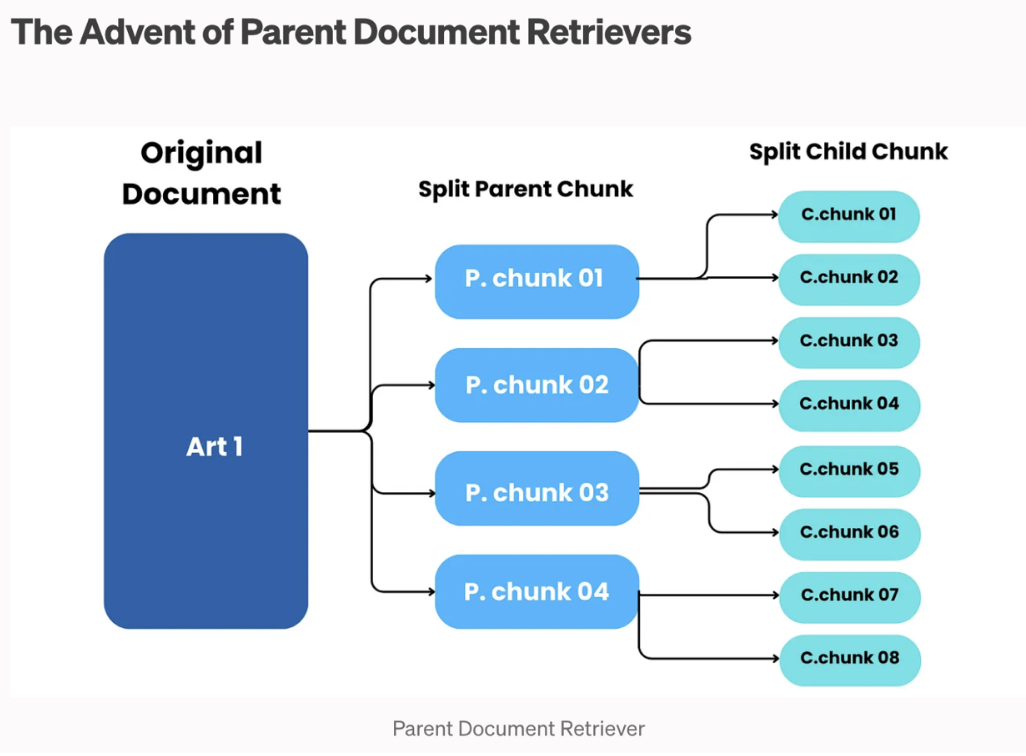 The Advent of Parent Document Retrievers
Original
Document
Split Parent Chunk
Split Child Chunk
Art 1
P. chunk 01
P. chunk 02
P. chunk 03
P. chunk 04
C.chunk 01
C.chunk 02
C.chunk 03
C.chunk 04
C.chunk 05
C.chunk 06
C.chunk 07
C.chunk 08
Parent Document Retriever